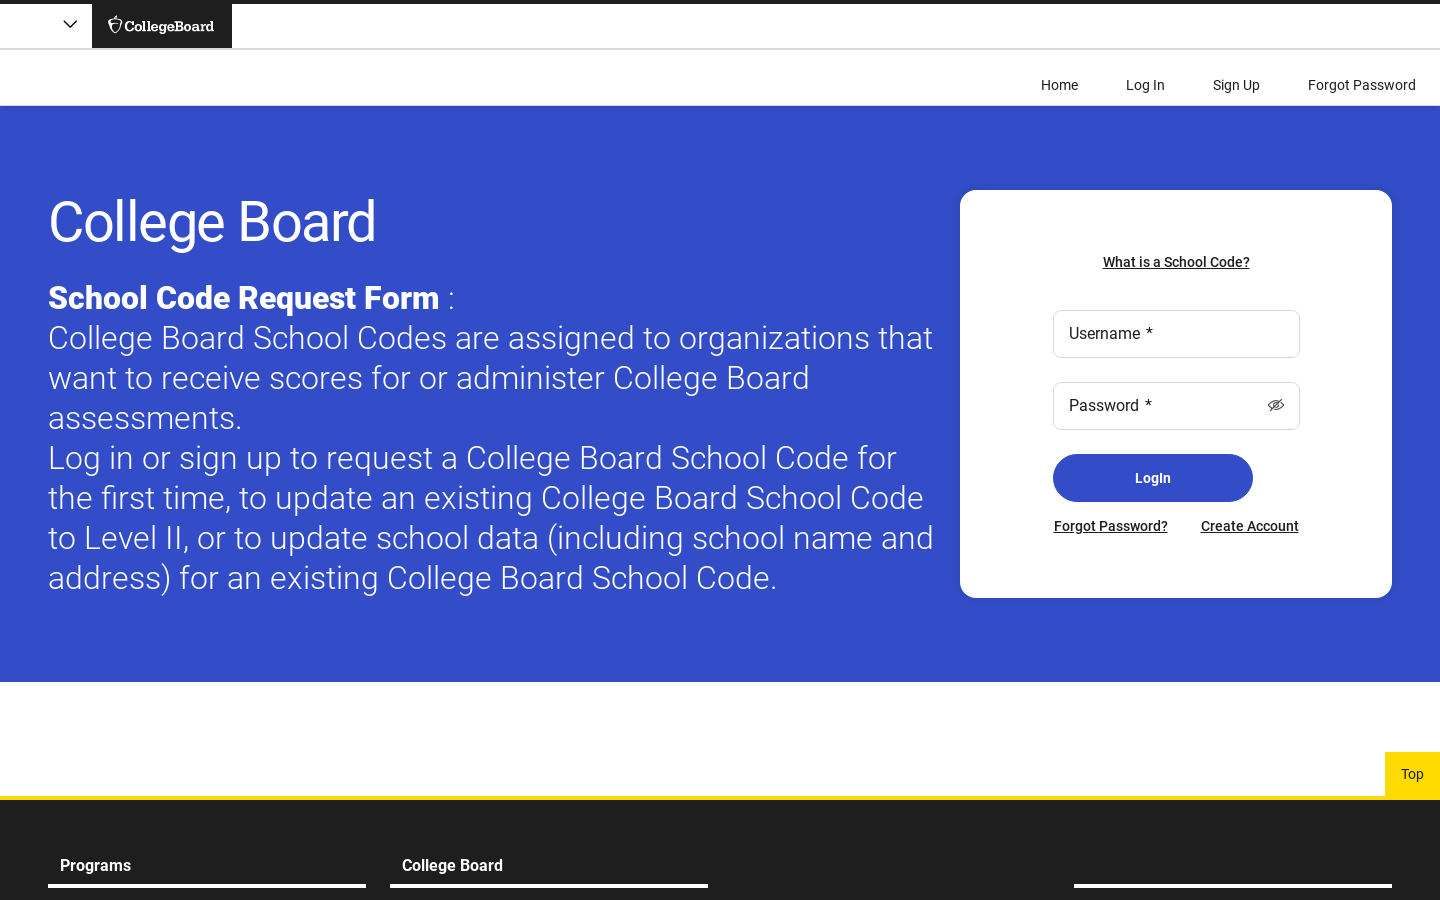 CollegeBoard
Home Log In Sign Up Forgot Password
College Board
School Code Request Form :
College Board School Codes are assigned to organizations that
want to receive scores for or administer College Board
assessments.
Log in or sign up to request a College Board School Code for
the first time, to update an existing College Board School Code
to Level II, or to update school data (including school name and
address) for an existing College Board School Code.
What is a School Code?
Username *
Password *
LogIn
Forgot Password? Create Account
Top
Programs College Board